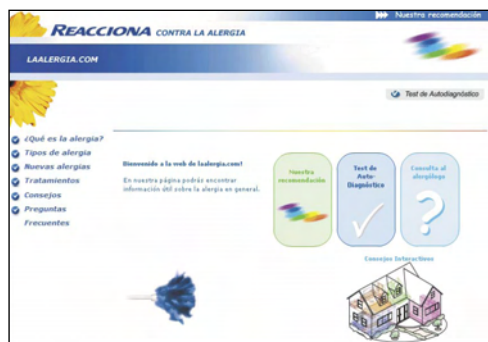 Nuestra recomendación
REACCIONA CONTRA LA ALERGIA
LAALERGIA.COM
Test de Autodiagnóstico
¿Qué es la alergia?
Tipos de alergia
Nuevas alergias
Tratamientos
Consejos
Preguntas
Frecuentes
Bienvenido a la web de laalergia.com!
En nuestra página podrás encontrar
información útil sobre la alergia en general.
Nuestra
recomendación
Test de
Auto-
Diagnóstico
Consulta al
alergólogo
?
Consejos Interactivos